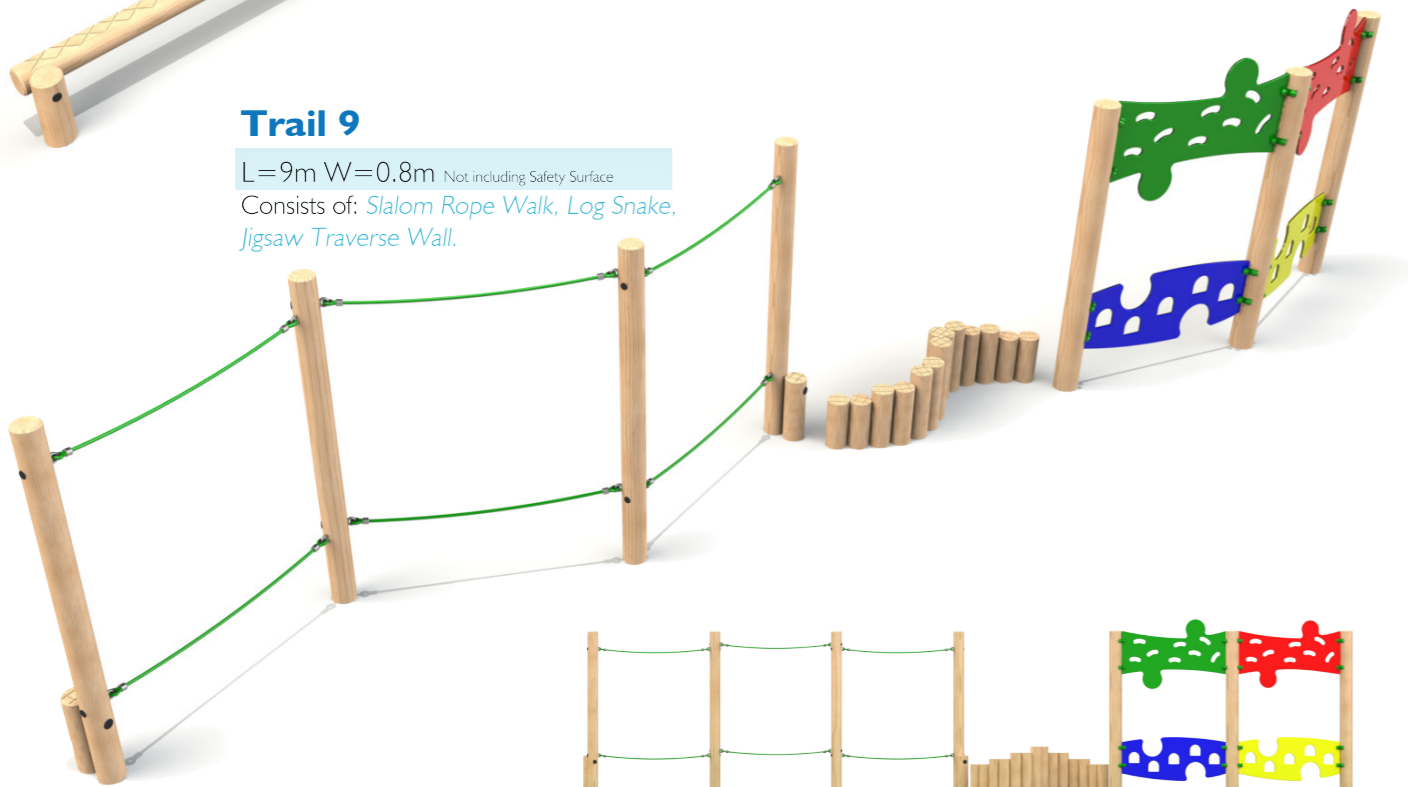 Trail 9
L=9m W=0.8m Not including Safety Surface
Consists of: Slalom Rope Walk, Log Snake,
Jigsaw Traverse Wall.